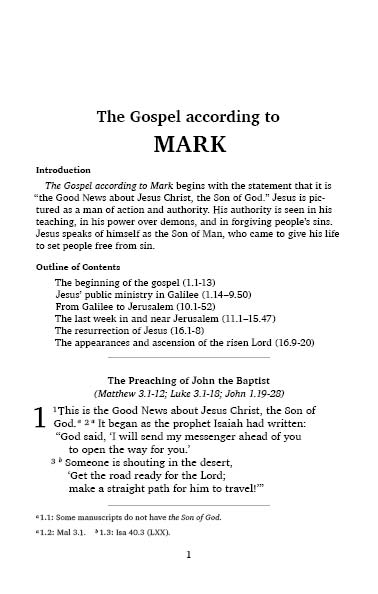 The Gospel according to
MARK
Introduction
The Gospel according to Mark begins with the statement that it is
“the Good News about Jesus Christ, the Son of God.” Jesus is pic-
tured as a man of action and authority. His authority is seen in his
teaching, in his power over demons, and in forgiving people’s sins.
Jesus speaks of himself as the Son of Man, who came to give his life
to set people free from sin.
Outline of Contents
The beginning of the gospel (1.1-13)
Jesus’ public ministry in Galilee (1.14–9.50)
From Galilee to Jerusalem (10.1-52)
The last week in and near Jerusalem (11.1–15.47)
The resurrection of Jesus (16.1-8)
The appearances and ascension of the risen Lord (16.9-20)
The Preaching of John the Baptist
(Matthew 3.1-12; Luke 3.1-18; John 1.19-28)
1 ¹This is the Good News about Jesus Christ, the Son of
God.ᵃ ² ᵃ It began as the prophet Isaiah had written:
“God said, ‘I will send my messenger ahead of you
to open the way for you.’
³ ᵇ Someone is shouting in the desert,
‘Get the road ready for the Lord;
make a straight path for him to travel!’”
ᵃ1.1: Some manuscripts do not have the Son of God.
ᵃ1.2: Mal 3.1. ᵇ1.3: Isa 40.3 (LXX).
1